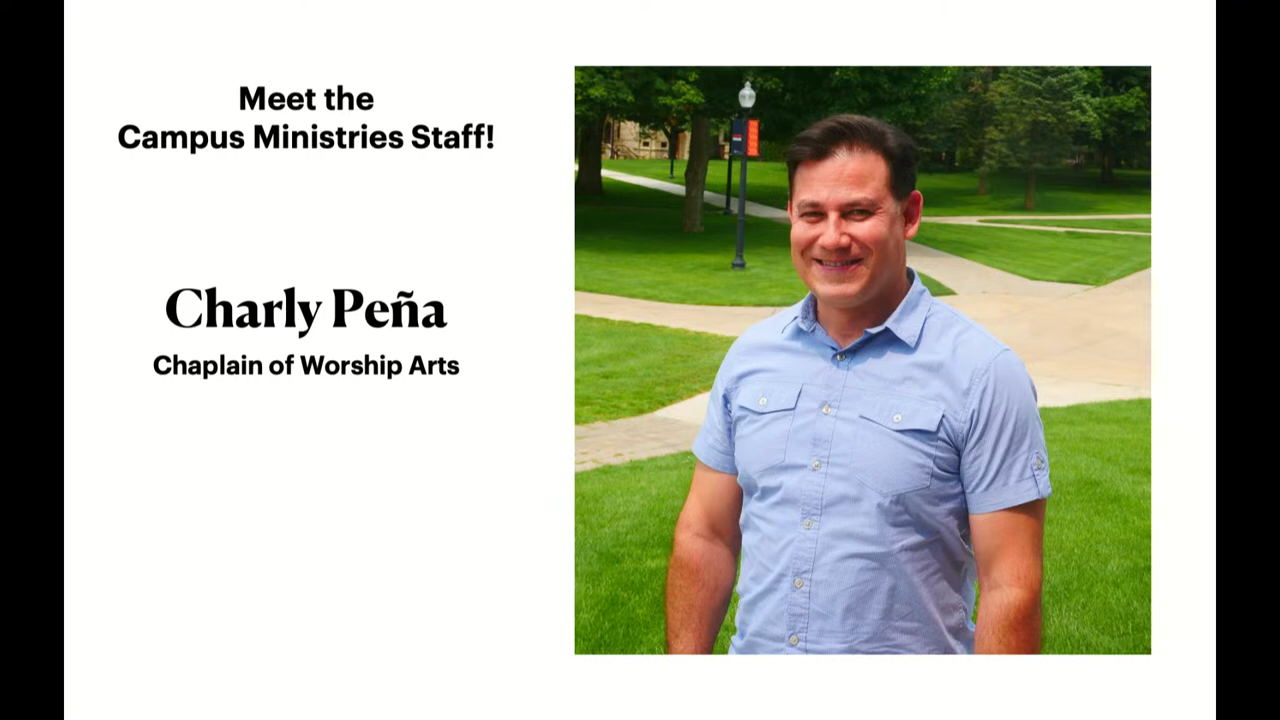 Meet the
Campus Ministries Staff!
Charly Peña
Chaplain of Worship Arts